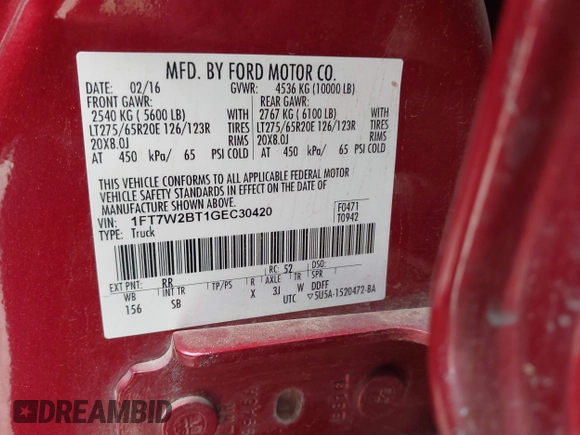 MFD. BY FORD MOTOR CO.
DATE: 02/16 GVWR: 4536 KG (10000 LB)
FRONT GAWR: REAR GAWR:
2540 KG ( 5600 LB) WITH 2767 KG ( 6100 LB) WITH
LT275/65R20E 126/123R TIRES LT275/65R20E 126/123R TIRES
20X8.0J RIMS 20X8.0J RIMS
AT 450 kPa/ 65 PSI COLD AT 450 kPa/ 65 PSI COLD
THIS VEHICLE CONFORMS TO ALL APPLICABLE FEDERAL MOTOR
VEHICLE SAFETY STANDARDS IN EFFECT ON THE DATE OF
MANUFACTURE SHOWN ABOVE.
VIN: 1FT7W2BT1GEC30420 F0471
TYPE: Truck T0942
EXT PNT: RR RC: 52 DSO:
WB INT TR TP/PS R AXLE TR SPR
156 SB X 3J W DDFF
UTC 5U5A-1520472-BA
DREAMBID